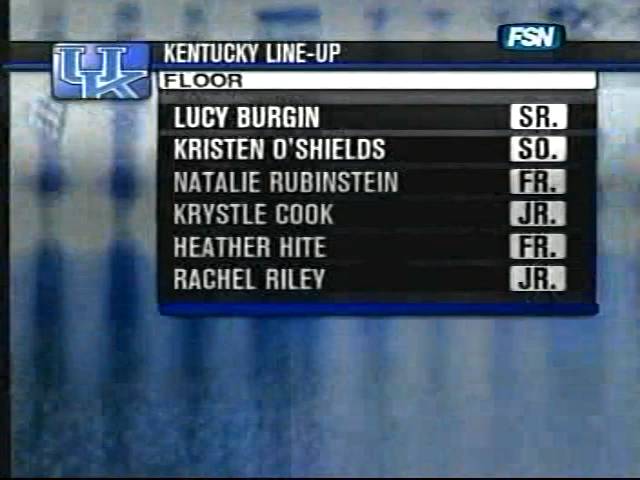 FSN
KENTUCKY LINE-UP
UK
FLOOR
LUCY BURGIN SR.
KRISTEN O'SHIELDS SO.
NATALIE RUBINSTEIN FR.
KRYSTLE COOK JR.
HEATHER HITE FR.
RACHEL RILEY JR.